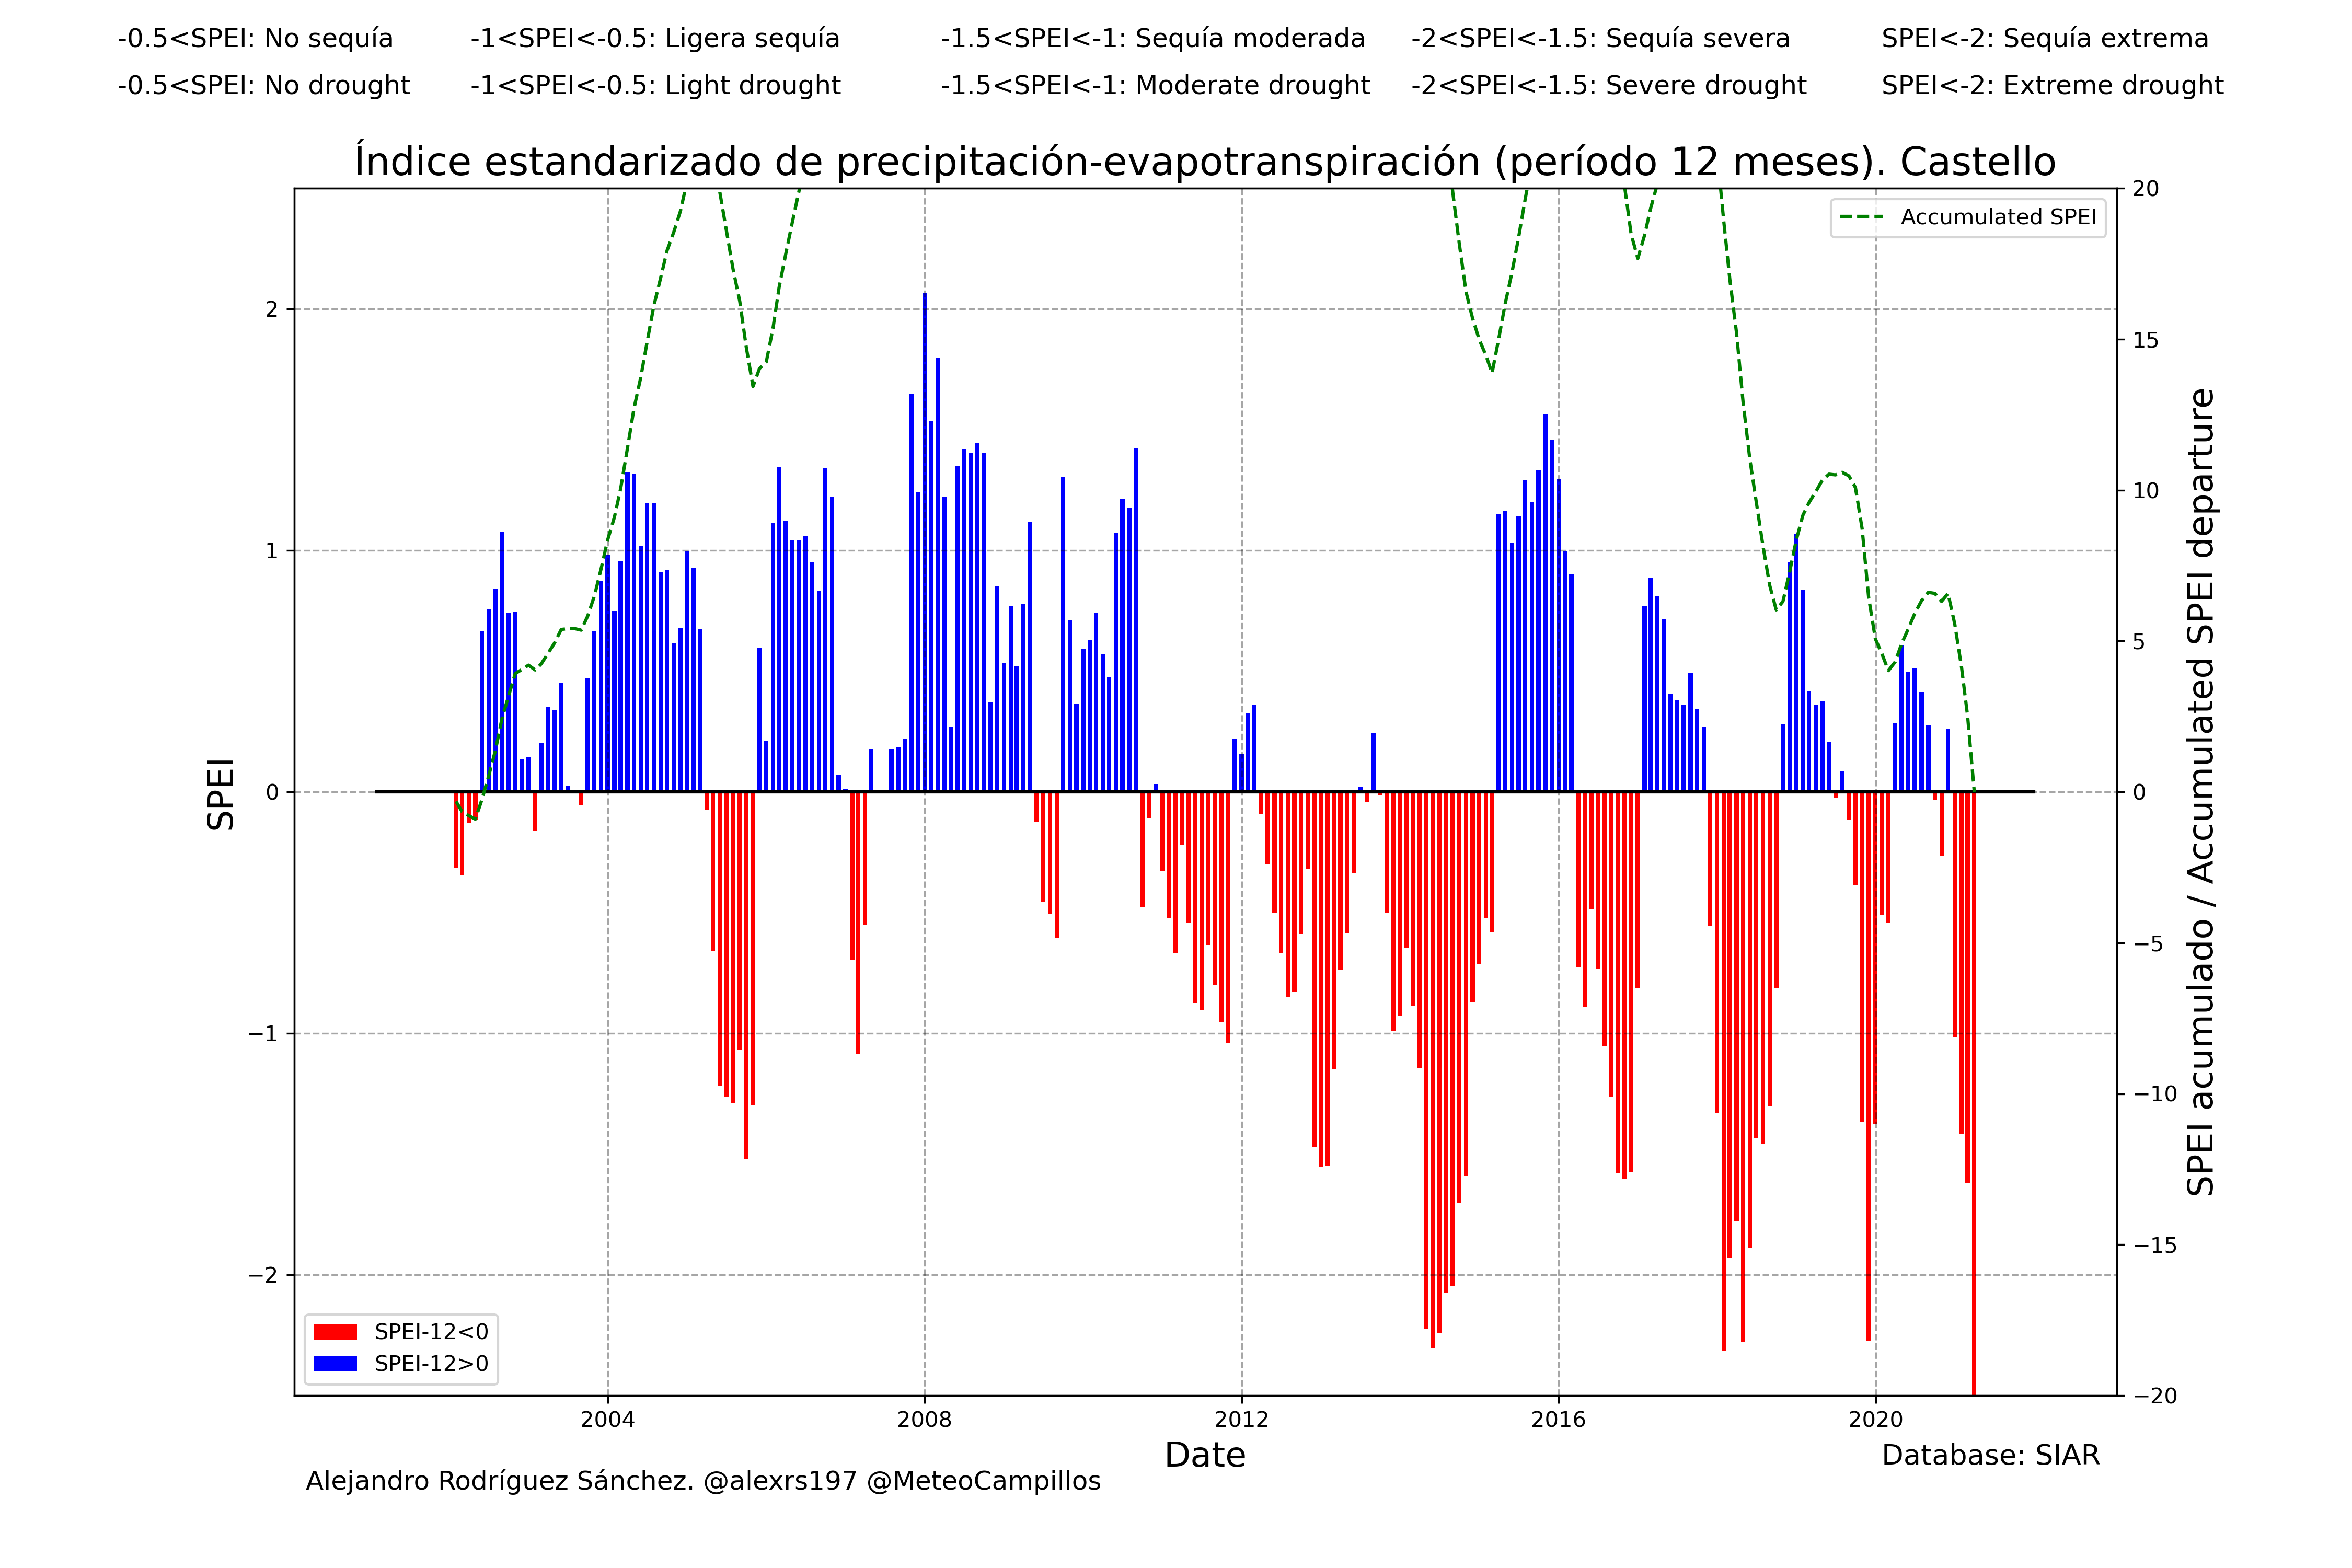 -0.5<SPEI: No sequía -1<SPEI<-0.5: Ligera sequía -1.5<SPEI<-1: Sequía moderada -2<SPEI<-1.5: Sequía severa SPEI<-2: Sequía extrema
-0.5<SPEI: No drought -1<SPEI<-0.5: Light drought -1.5<SPEI<-1: Moderate drought -2<SPEI<-1.5: Severe drought SPEI<-2: Extreme drought
Índice estandarizado de precipitación-evapotranspiración (período 12 meses). Castello
Accumulated SPEI
SPEI
2
1
0
−1
−2
20
15
10
5
0
−5
−10
−15
−20
SPEI acumulado / Accumulated SPEI departure
SPEI-12<0
SPEI-12>0
2004 2008 2012 2016 2020
Date
Database: SIAR
Alejandro Rodríguez Sánchez. @alexrs197 @MeteoCampillos